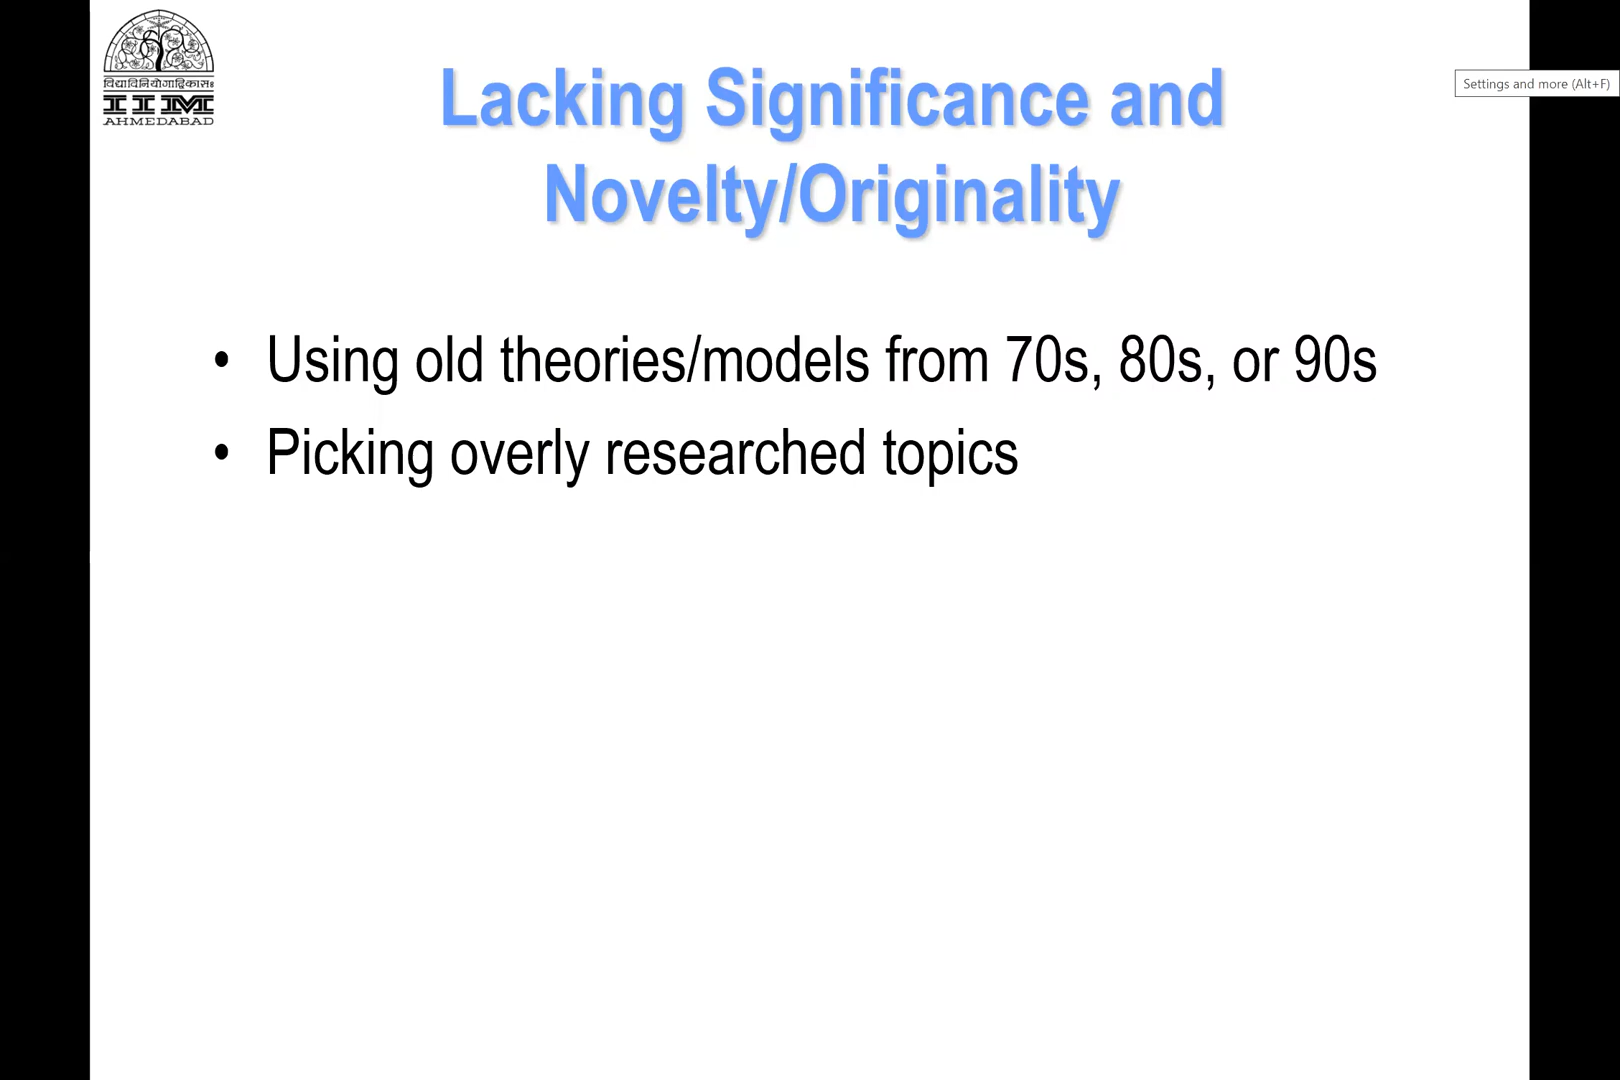 विद्याविनियोगाद्विकासः
IIM
AHMEDABAD
Lacking Significance and
Novelty/Originality
Settings and more (Alt+F)
• Using old theories/models from 70s, 80s, or 90s
• Picking overly researched topics